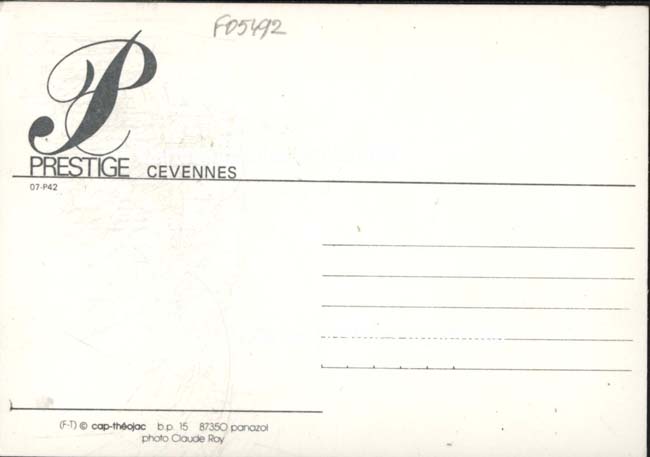 F05492
P
PRESTIGE CEVENNES
07-P42
(F-T) © cap-théojac b.p. 15 87350 panazol
photo Claude Roy